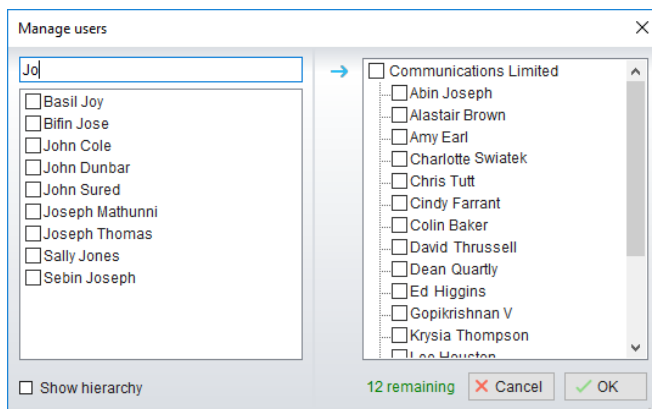 Manage users
Jo
Basil Joy
Bifin Jose
John Cole
John Dunbar
John Sured
Joseph Mathunni
Joseph Thomas
Sally Jones
Sebin Joseph
Show hierarchy
Communications Limited
Abin Joseph
Alastair Brown
Amy Earl
Charlotte Swiatek
Chris Tutt
Cindy Farrant
Colin Baker
David Thrussell
Dean Quartly
Ed Higgins
Gopikrishnan V
Krysia Thompson
12 remaining
Cancel
OK